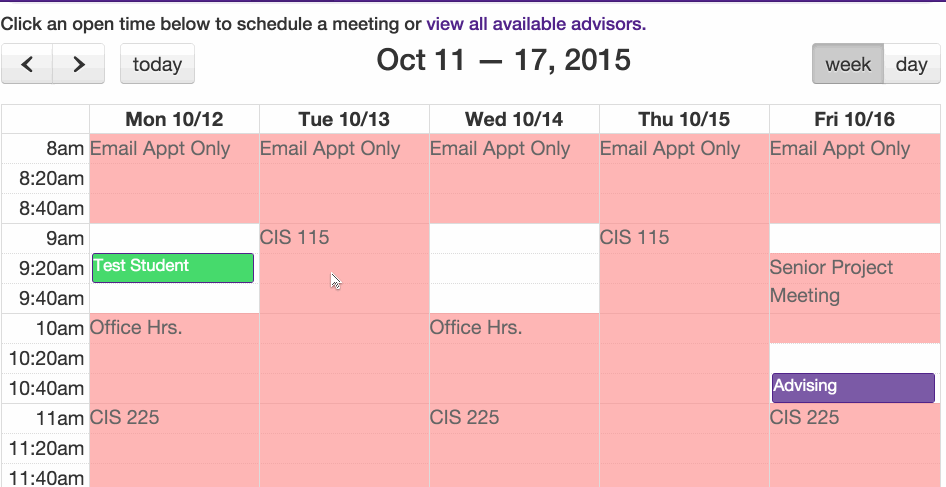 Click an open time below to schedule a meeting or view all available advisors.
< > today Oct 11 — 17, 2015 week day
Mon 10/12 Tue 10/13 Wed 10/14 Thu 10/15 Fri 10/16
8am Email Appt Only Email Appt Only Email Appt Only Email Appt Only Email Appt Only
8:20am
8:40am
9am CIS 115 CIS 115
9:20am Test Student Senior Project
9:40am Meeting
10am Office Hrs. Office Hrs.
10:20am
10:40am Advising
11am CIS 225 CIS 225 CIS 225
11:20am
11:40am